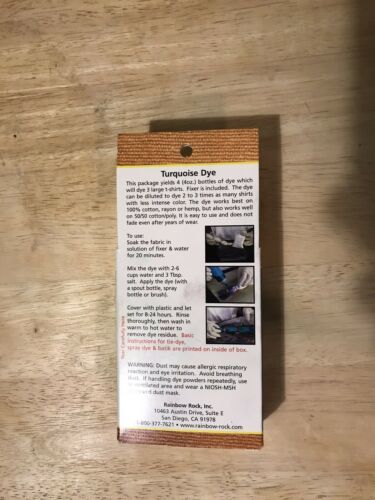 Turquoise Dye
This package yields 4 (4oz.) bottles of dye which
will dye 3 large t-shirts. Fixer is included. The dye
can be diluted to dye 2 to 3 times as many shirts
with less intense color. The dye works best on
100% cotton, rayon or hemp, but also works well
on 50/50 cotton/poly. It is easy to use and does not
fade even after years of wear.
To use:
Soak the fabric in
solution of fixer & water
for 20 minutes.
Mix the dye with 2-6
cups water and 3 Tbsp.
salt. Apply the dye (with
a spout bottle, spray
bottle or brush).
Cover with plastic and let
set for 8-24 hours. Rinse
thoroughly, then wash in
warm to hot water to
remove dye residue. Basic
instructions for tie-dye,
spray dye & batik are printed on inside of box.
Carefully Here
WARNING: Dust may cause allergic respiratory
reaction and eye irritation. Avoid breathing
dust. If handling dye powders repeatedly, use
ventilated area and wear a NIOSH-MSH
dust mask.
Rainbow Rock, Inc.
10463 Austin Drive, Suite E
San Diego, CA 91978
1-800-377-7621 • www.rainbow-rock.com